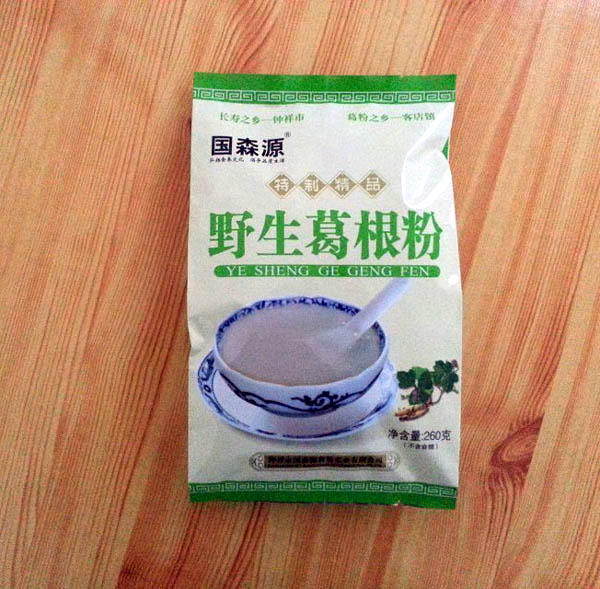 长寿之乡—钟祥市 葛粉之乡—客店镇
国森源®
特制精品
野生葛根粉
YE SHENG GE GENG FEN
净含量:260克